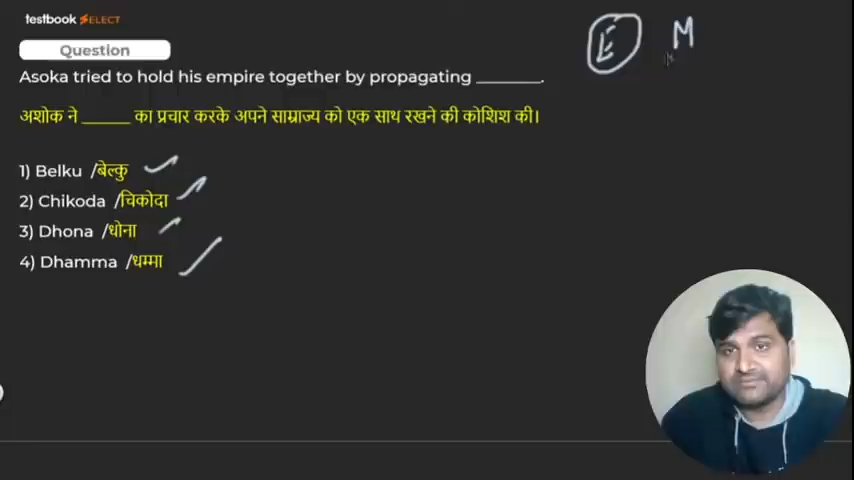 testbook SELECT
E M
Question
Asoka tried to hold his empire together by propagating ________.
अशोक ने ______ का प्रचार करके अपने साम्राज्य को एक साथ रखने की कोशिश की।
1) Belku /बेल्कु
2) Chikoda /चिकोदा
3) Dhona /धोना
4) Dhamma /धम्मा